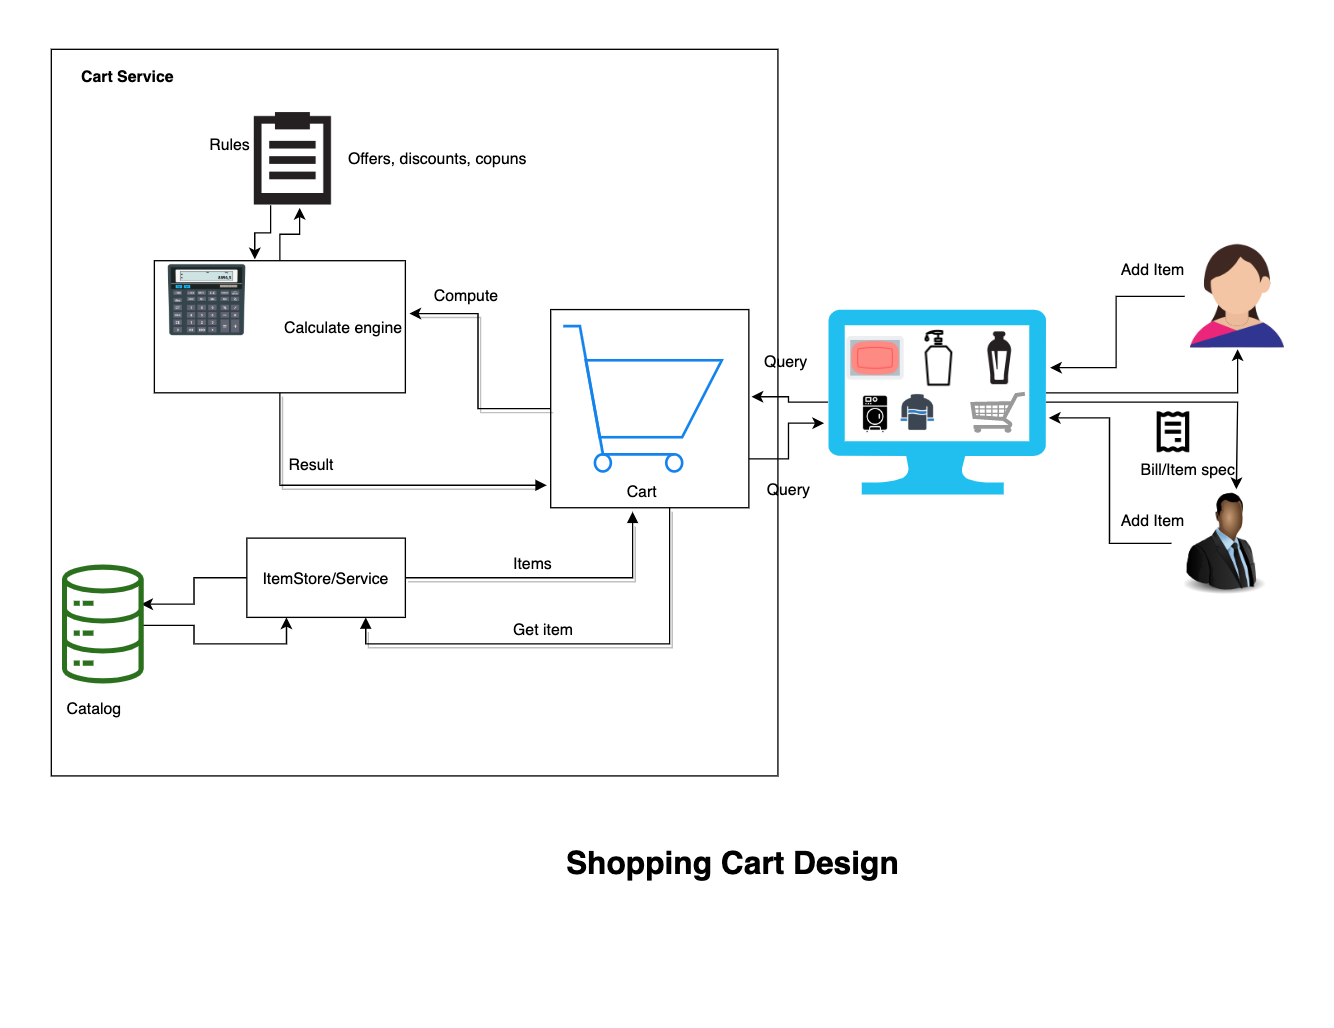 Cart Service
Rules
Offers, discounts, copuns
Add Item
Compute
Calculate engine
Query
Result
Bill/Item spec
Cart
Query
Add Item
Items
ItemStore/Service
Get item
Catalog
Shopping Cart Design